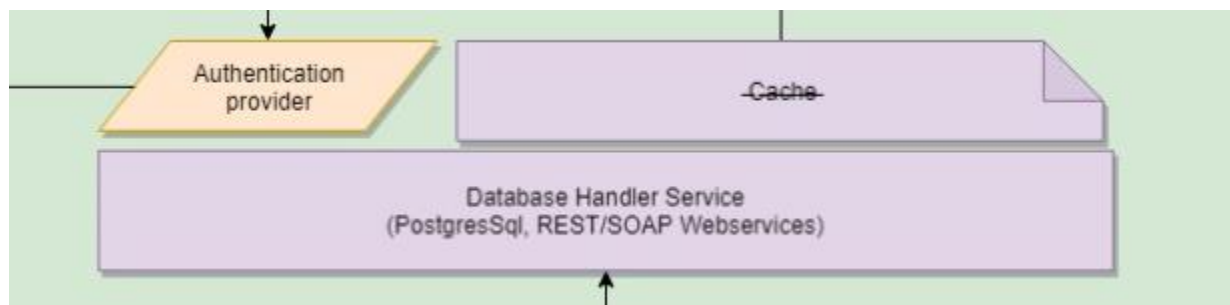 Authentication
provider
Cache
Database Handler Service
(PostgresSql, REST/SOAP Webservices)